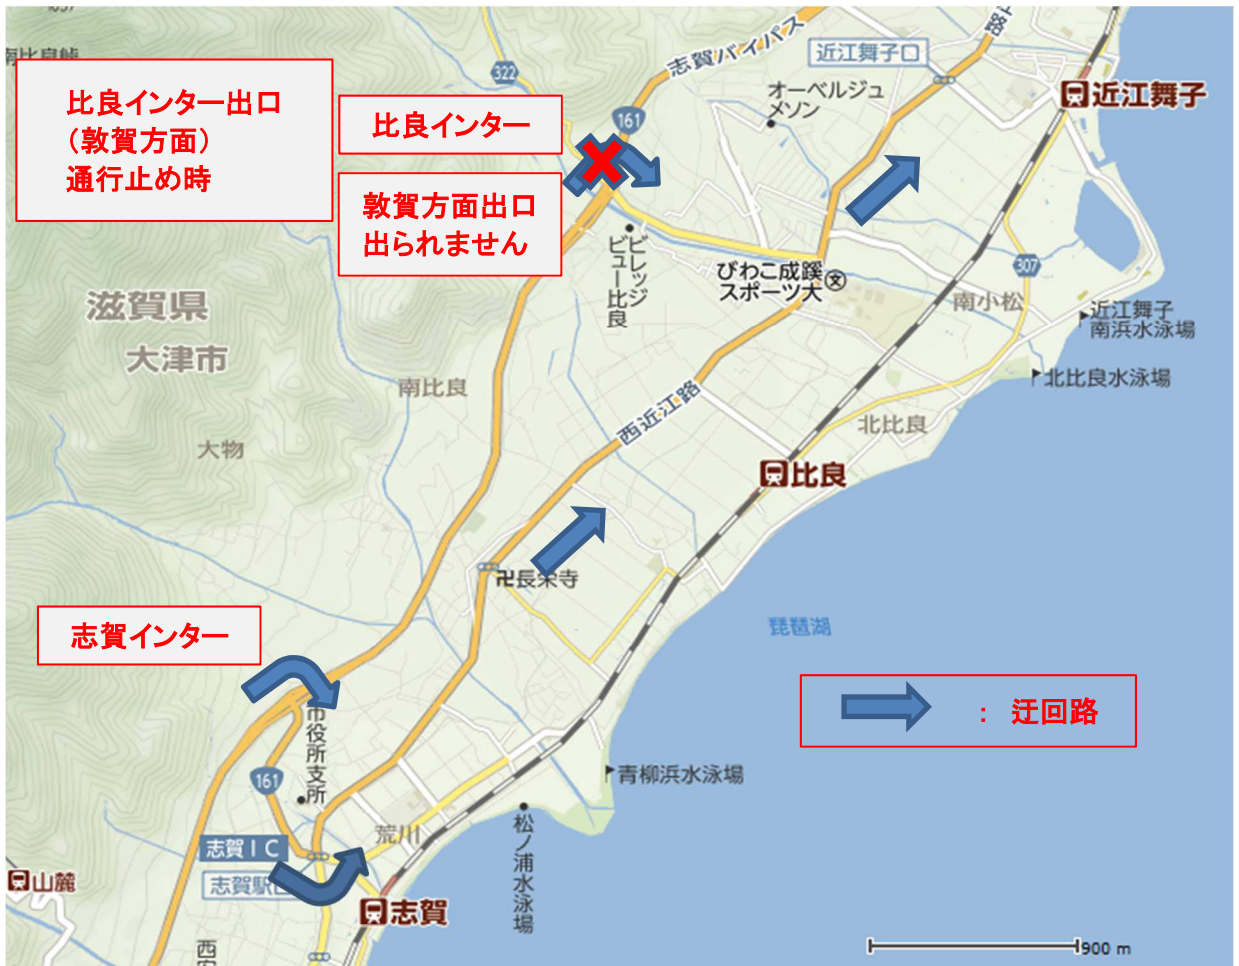 1057
南比良峠
322
志賀バイパス
近江舞子口
近江舞子
比良インター出口
（敦賀方面）
通行止め時
比良インター
161
オーベルジュ
メソン
敦賀方面出口
出られません
ビレッジ
ビュー比良
びわこ成蹊
スポーツ大
文
307
南小松
近江舞子
南浜水泳場
滋賀県
大津市
北比良水泳場
南比良
西近江路
北比良
大物
比良
卍長栄寺
琵琶湖
志賀インター
： 迂回路
市役所支所
161
青柳浜水泳場
松ノ浦水泳場
荒川
志賀IC
志賀駅口
山麓
志賀
900 m